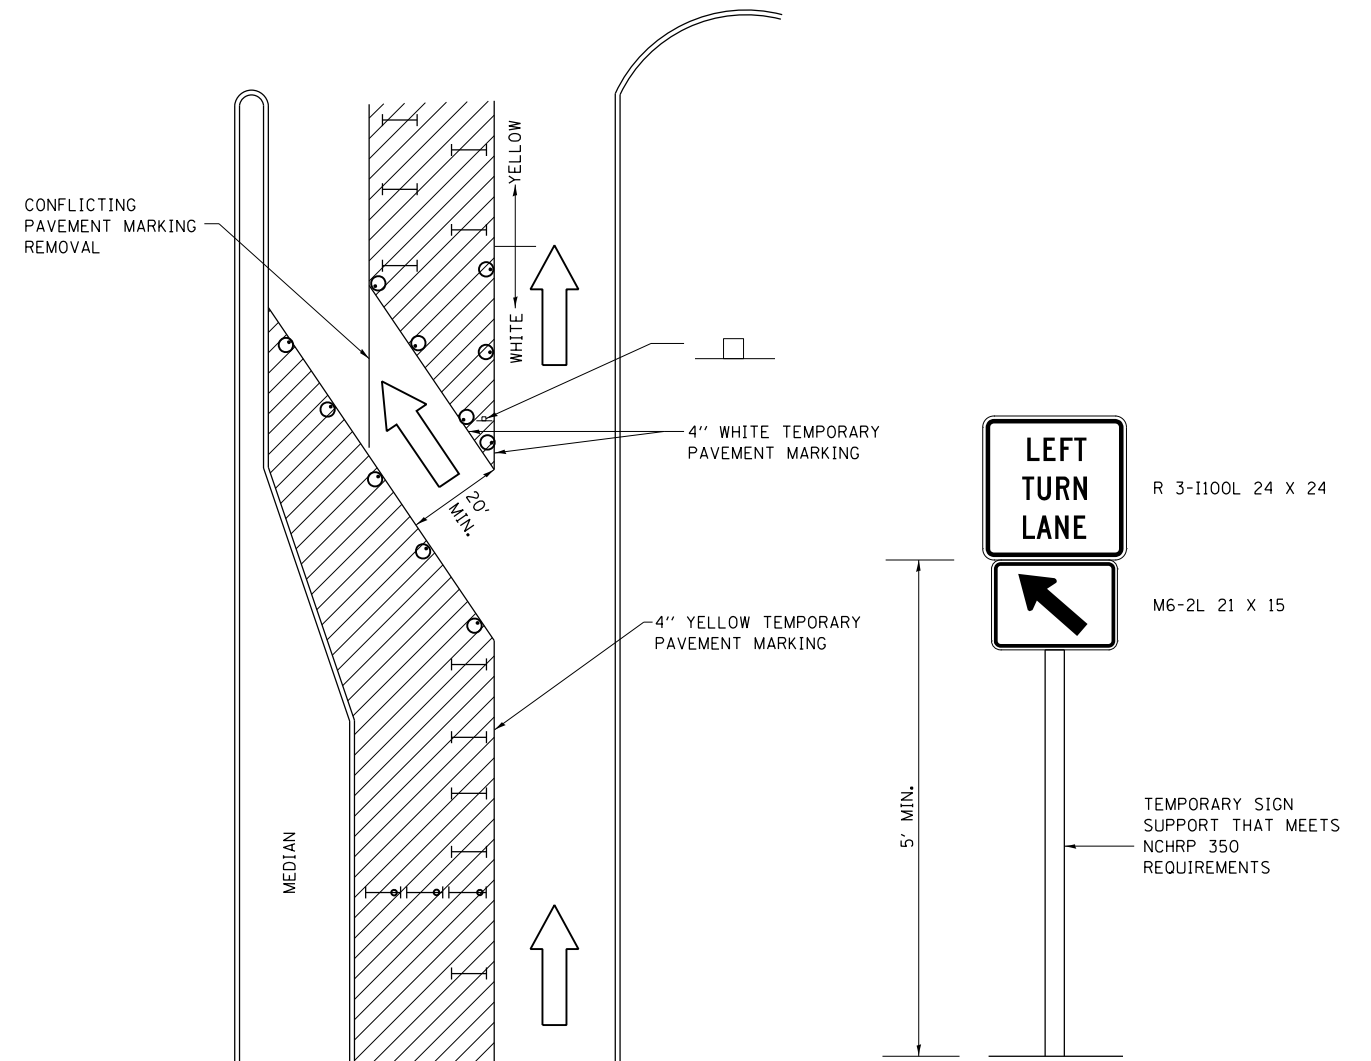 CONFLICTING
PAVEMENT MARKING
REMOVAL
YELLOW
WHITE
4'' WHITE TEMPORARY
PAVEMENT MARKING
20'
MIN.
4'' YELLOW TEMPORARY
PAVEMENT MARKING
MEDIAN
LEFT
TURN
LANE
R 3-I100L 24 X 24
M6-2L 21 X 15
5' MIN.
TEMPORARY SIGN
SUPPORT THAT MEETS
NCHRP 350
REQUIREMENTS